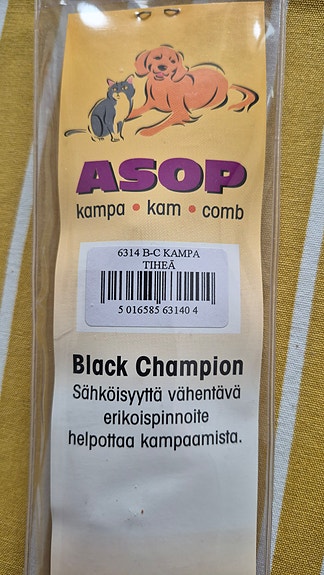 ASOP
kampa • kam • comb
6314 B-C KAMPA
TIHEÄ
5 016585 63140 4
Black Champion
Sähköisyyttä vähentävä
erikoispinnoite
helpottaa kampaamista.